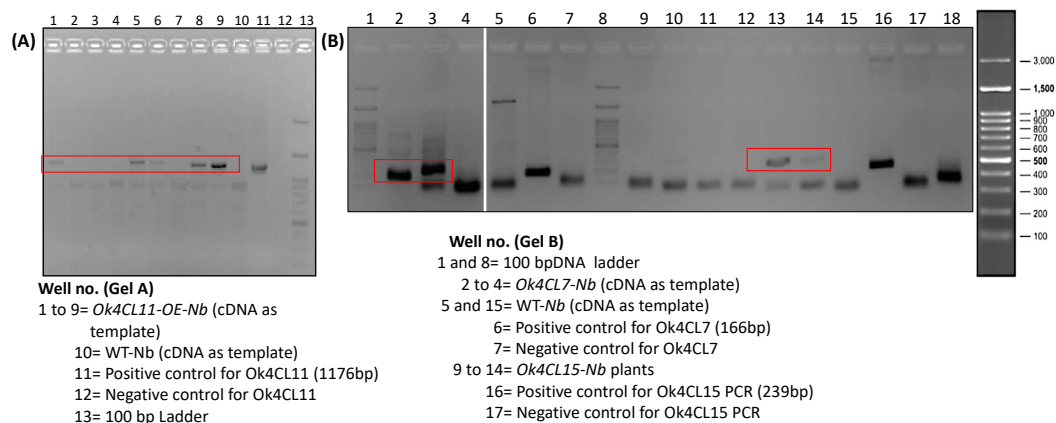 (A)
1 2 3 4 5 6 7 8 9 10 11 12 13
(B)
1 2 3 4 5 6 7 8 9 10 11 12 13 14 15 16 17 18
3,000
1,500
1,000
900
800
700
600
500
400
300
200
100
Well no. (Gel A)
1 to 9= Ok4CL11-OE-Nb (cDNA as
template)
10= WT-Nb (cDNA as template)
11= Positive control for Ok4CL11 (1176bp)
12= Negative control for Ok4CL11
13= 100 bp Ladder
Well no. (Gel B)
1 and 8= 100 bpDNA ladder
2 to 4= Ok4CL7-Nb (cDNA as template)
5 and 15= WT-Nb (cDNA as template)
6= Positive control for Ok4CL7 (166bp)
7= Negative control for Ok4CL7
9 to 14= Ok4CL15-Nb plants
16= Positive control for Ok4CL15 PCR (239bp)
17= Negative control for Ok4CL15 PCR